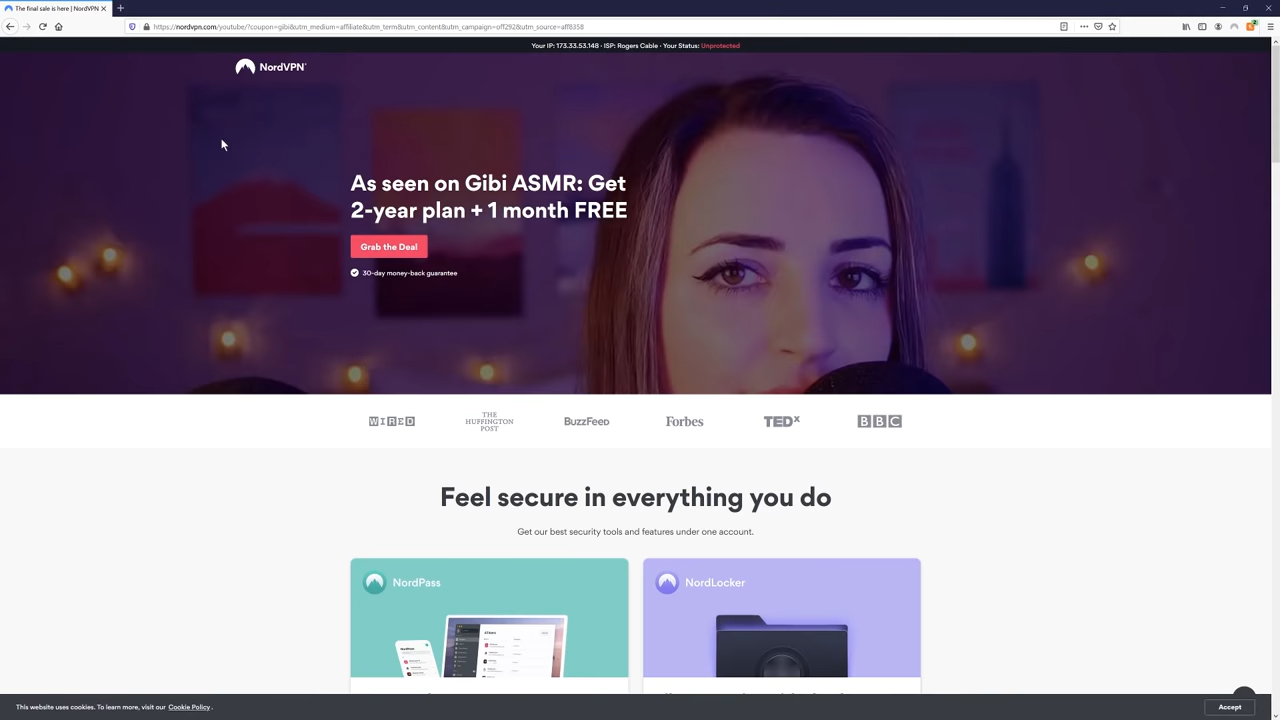 The final sale is here | NordVPN
https://nordvpn.com/youtube/?coupon=gibi&utm_medium=affiliate&utm_term&utm_content&utm_campaign=off292&utm_source=aff8358
Your IP: 173.33.53.148 · ISP: Rogers Cable · Your Status: Unprotected
NordVPN
As seen on Gibi ASMR: Get
2-year plan + 1 month FREE
Grab the Deal
30-day money-back guarantee
WIRED
THE
HUFFINGTON
POST
BuzzFeed
Forbes
TEDx
BBC
Feel secure in everything you do
Get our best security tools and features under one account.
NordPass
NordLocker
This website uses cookies. To learn more, visit our Cookie Policy .
Accept